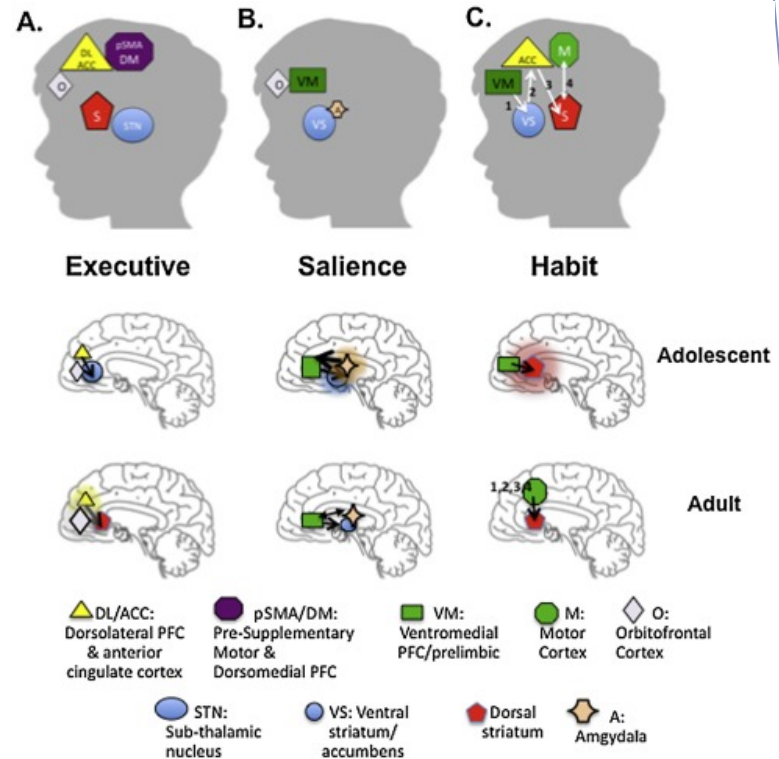 A.
B.
C.
DL
ACC
pSMA
DM
O
S
STN
O
VM
VS
A
ACC
M
VM
1
2
3
4
VS
S
Executive
Salience
Habit
Adolescent
1,2,3,4
Adult
DL/ACC:
Dorsolateral PFC
& anterior
cingulate cortex
pSMA/DM:
Pre-Supplementary
Motor &
Dorsomedial PFC
VM:
Ventromedial
PFC/prelimbic
M:
Motor
Cortex
O:
Orbitofrontal
Cortex
STN:
Sub-thalamic
nucleus
VS: Ventral
striatum/
accumbens
Dorsal
striatum
A:
Amygdala